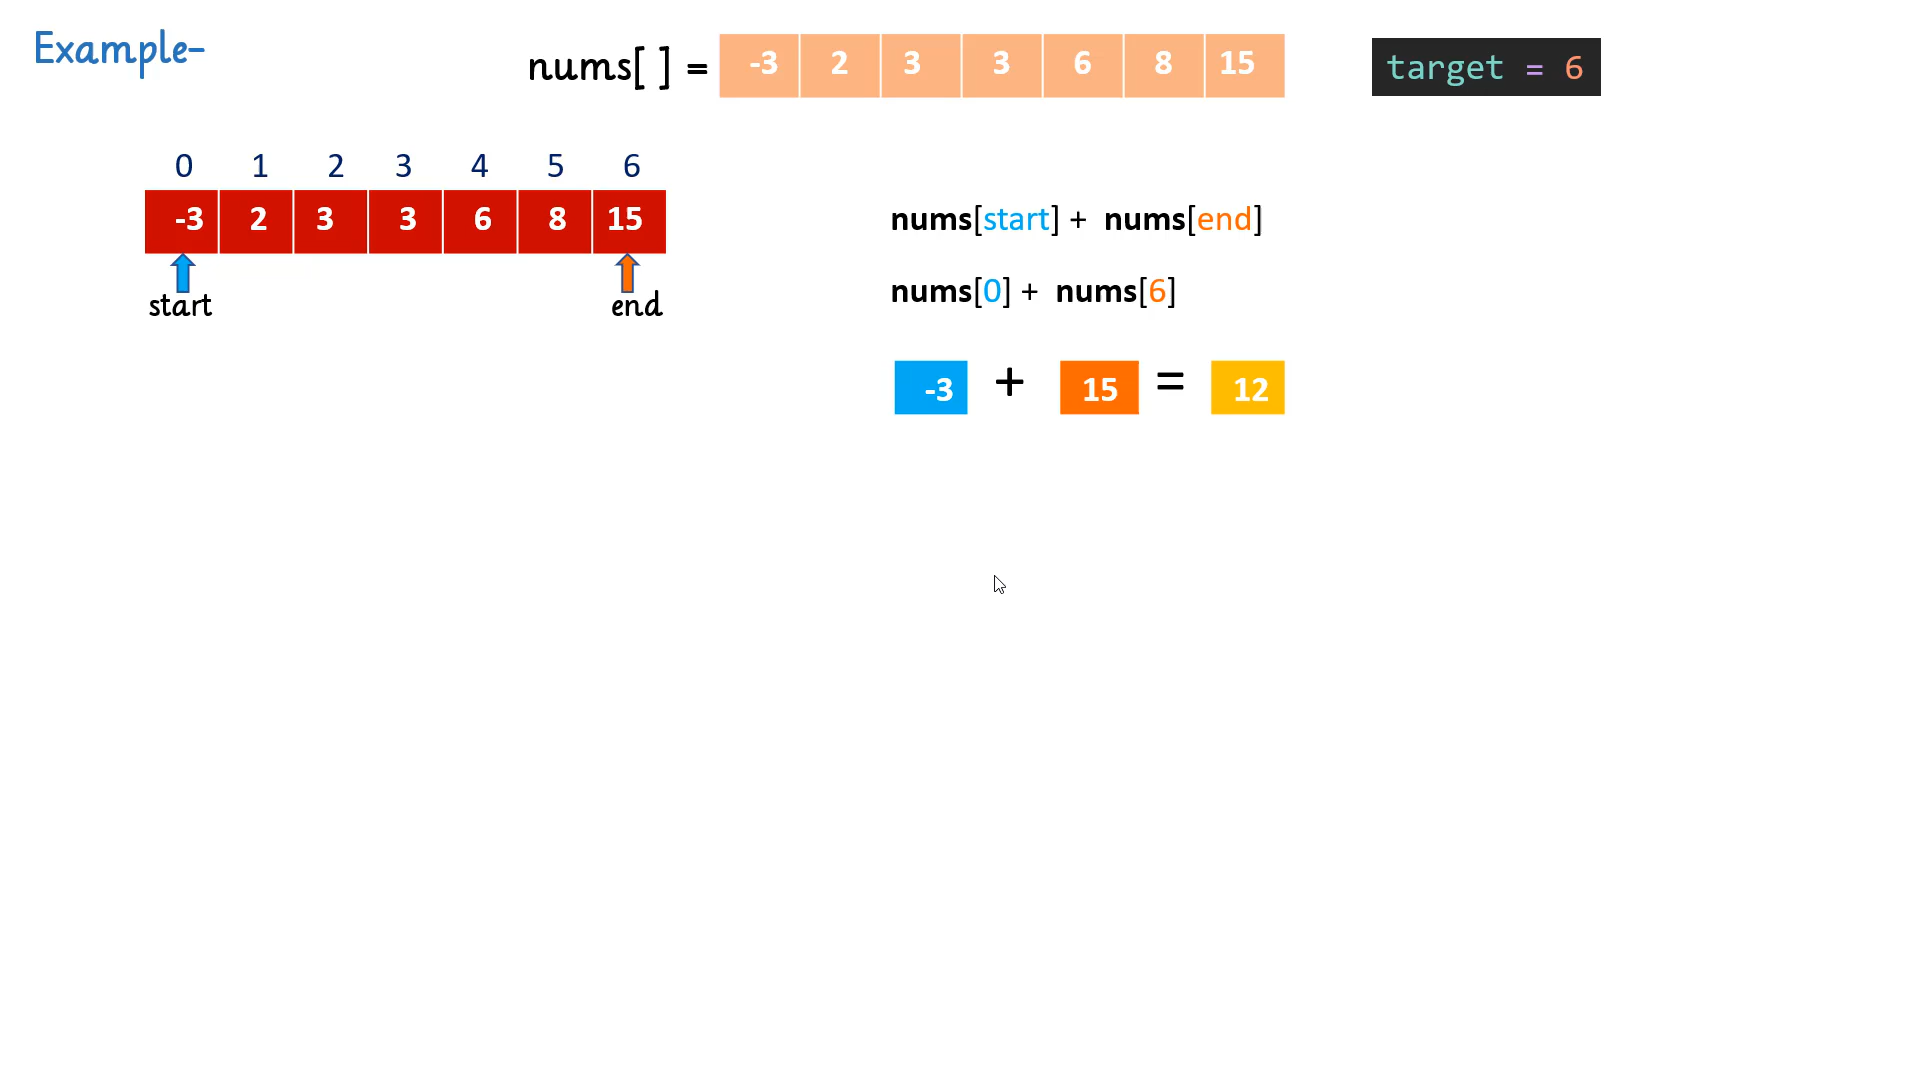 Example-
nums[ ] = -3 2 3 3 6 8 15
target = 6
0 1 2 3 4 5 6
-3 2 3 3 6 8 15
start end
nums[start] + nums[end]
nums[0] + nums[6]
-3 + 15 = 12